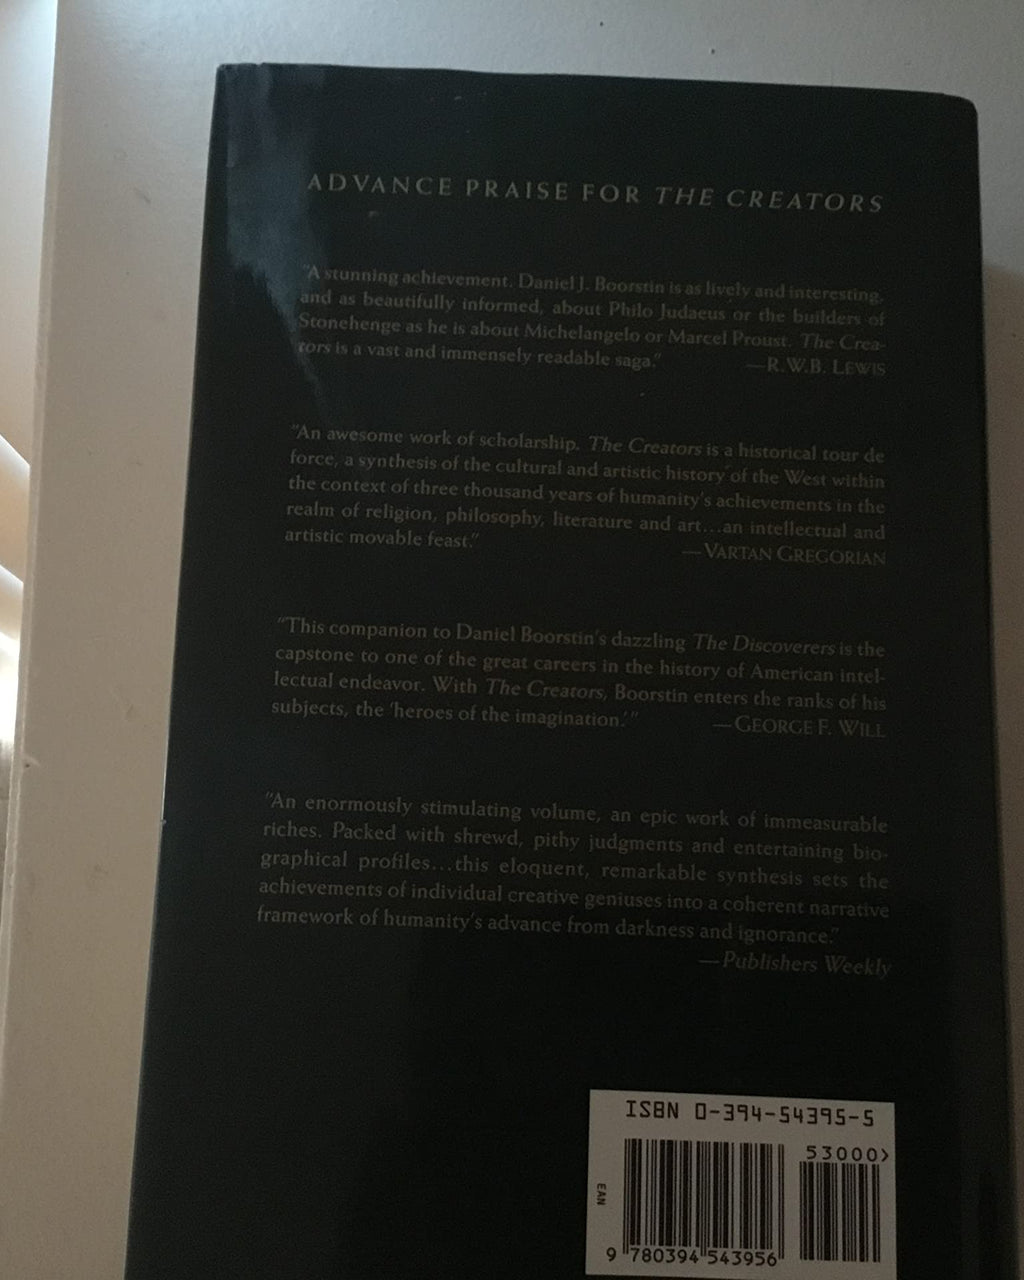 ADVANCE PRAISE FOR THE CREATORS
"A stunning achievement. Daniel J. Boorstin is as lively and interesting,
and as beautifully informed, about Philo Judaeus or the builders of
Stonehenge as he is about Michelangelo or Marcel Proust. The Crea-
tors is a vast and immensely readable saga." —R.W.B. LEWIS
"An awesome work of scholarship. The Creators is a historical tour de
force, a synthesis of the cultural and artistic history of the West within
the context of three thousand years of humanity's achievements in the
realm of religion, philosophy, literature and art...an intellectual and
artistic movable feast." —VARTAN GREGORIAN
"This companion to Daniel Boorstin's dazzling The Discoverers is the
capstone to one of the great careers in the history of American intel-
lectual endeavor. With The Creators, Boorstin enters the ranks of his
subjects, the 'heroes of the imagination.'" —GEORGE F. WILL
"An enormously stimulating volume, an epic work of immeasurable
riches. Packed with shrewd, pithy judgments and entertaining bio-
graphical profiles...this eloquent, remarkable synthesis sets the
achievements of individual creative geniuses into a coherent narrative
framework of humanity's advance from darkness and ignorance."
—Publishers Weekly
ISBN 0-394-54395-5
53000>
EAN
9 780394 543956